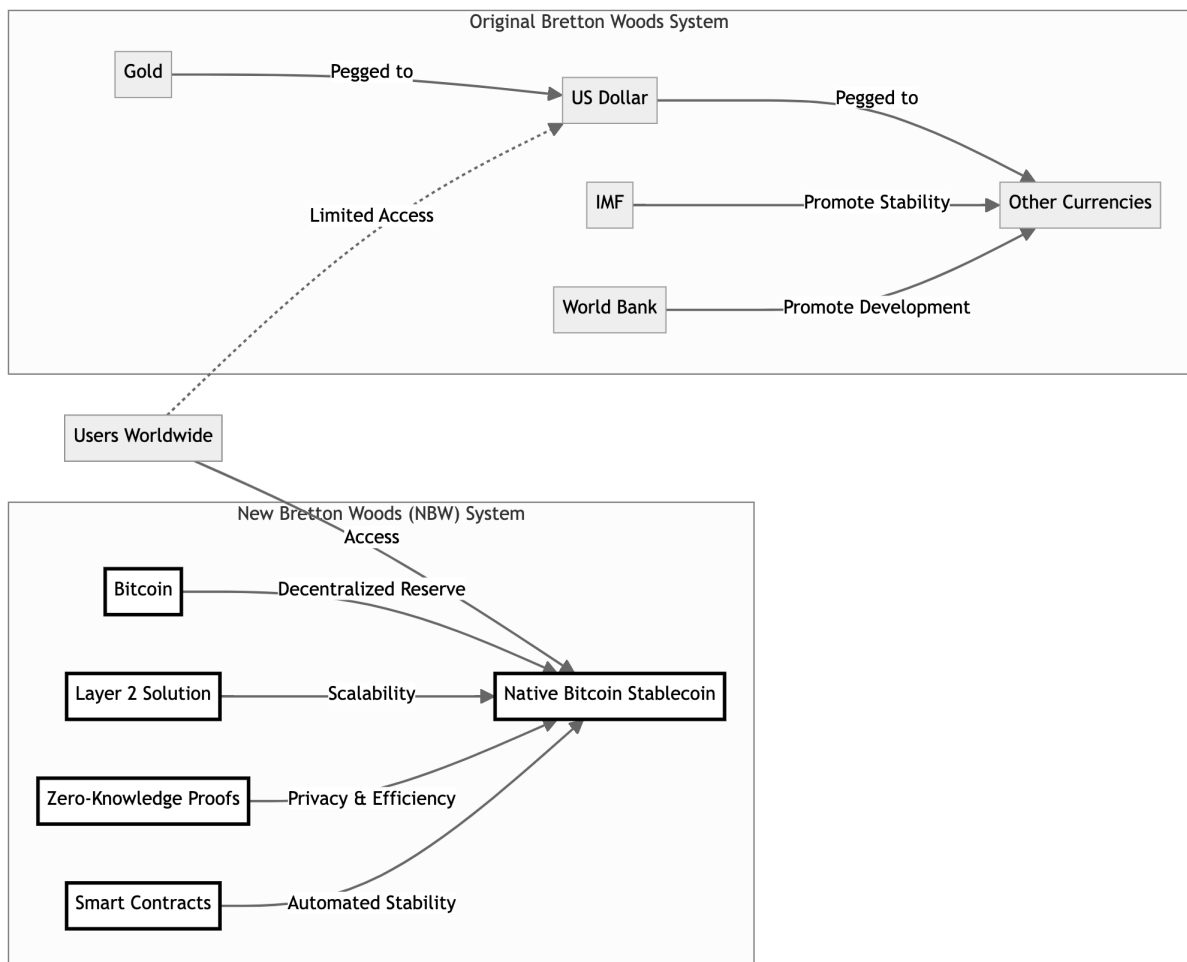 Original Bretton Woods System
Gold
Pegged to
US Dollar
Pegged to
IMF
Promote Stability
Other Currencies
Limited Access
World Bank
Promote Development
Users Worldwide
New Bretton Woods (NBW) System
Access
Bitcoin
Decentralized Reserve
Layer 2 Solution
Scalability
Native Bitcoin Stablecoin
Zero-Knowledge Proofs
Privacy & Efficiency
Smart Contracts
Automated Stability